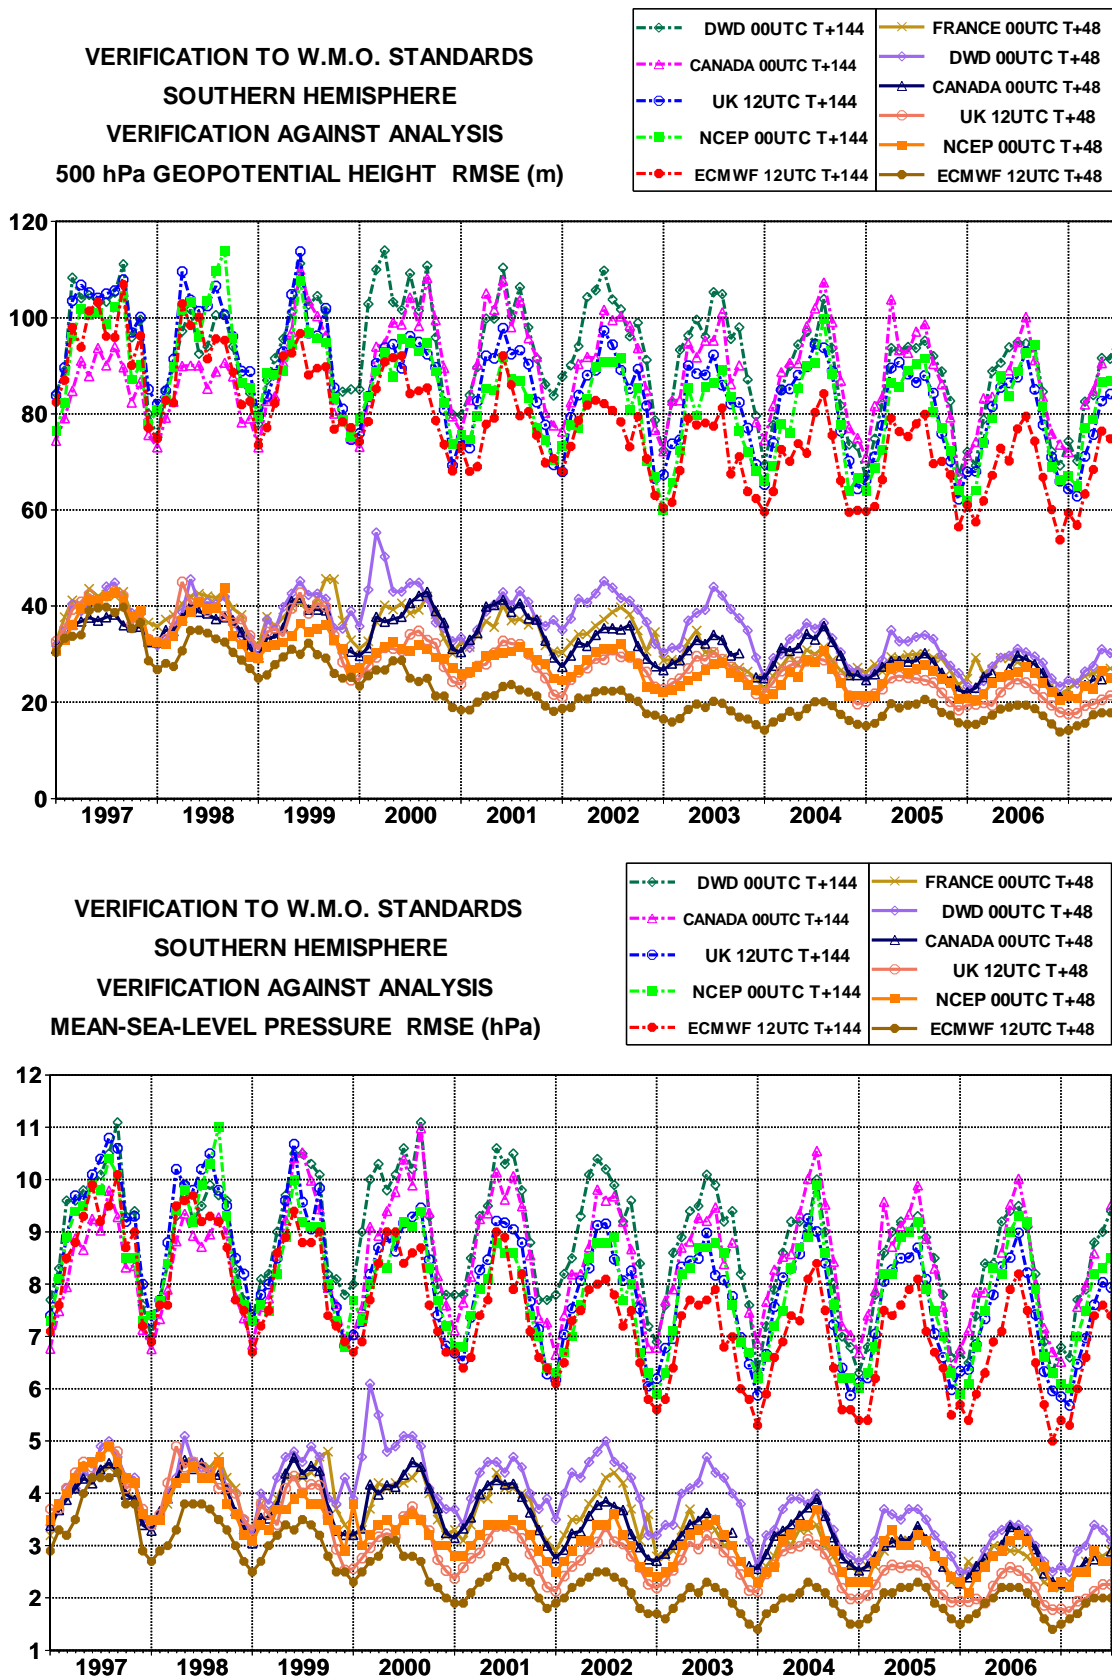 VERIFICATION TO W.M.O. STANDARDS
SOUTHERN HEMISPHERE
VERIFICATION AGAINST ANALYSIS
500 hPa GEOPOTENTIAL HEIGHT RMSE (m)
DWD 00UTC T+144
CANADA 00UTC T+144
UK 12UTC T+144
NCEP 00UTC T+144
ECMWF 12UTC T+144
FRANCE 00UTC T+48
DWD 00UTC T+48
CANADA 00UTC T+48
UK 12UTC T+48
NCEP 00UTC T+48
ECMWF 12UTC T+48
120
100
80
60
40
20
0
1997 1998 1999 2000 2001 2002 2003 2004 2005 2006
VERIFICATION TO W.M.O. STANDARDS
SOUTHERN HEMISPHERE
VERIFICATION AGAINST ANALYSIS
MEAN-SEA-LEVEL PRESSURE RMSE (hPa)
DWD 00UTC T+144
CANADA 00UTC T+144
UK 12UTC T+144
NCEP 00UTC T+144
ECMWF 12UTC T+144
FRANCE 00UTC T+48
DWD 00UTC T+48
CANADA 00UTC T+48
UK 12UTC T+48
NCEP 00UTC T+48
ECMWF 12UTC T+48
12
11
10
9
8
7
6
5
4
3
2
1
1997 1998 1999 2000 2001 2002 2003 2004 2005 2006